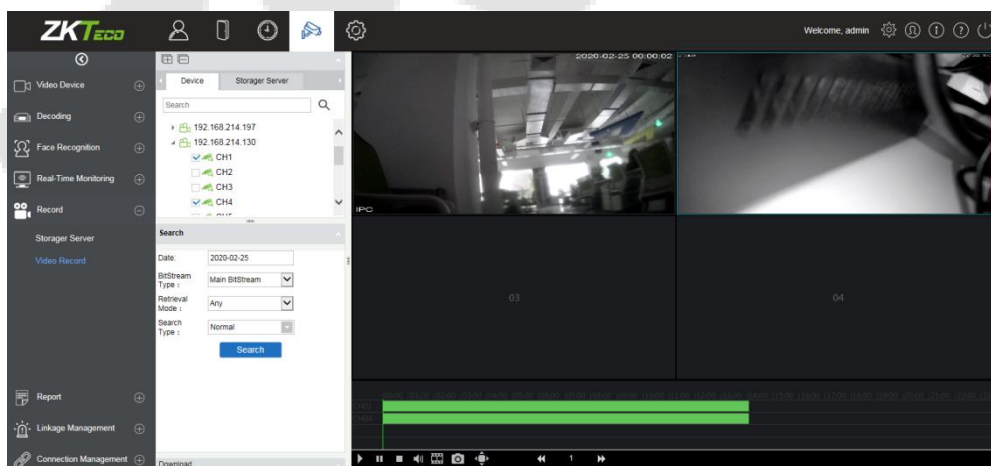 ZKTECO
Welcome, admin
Video Device
Decoding
Face Recognition
Real-Time Monitoring
Record
Storager Server
Video Record
Report
Linkage Management
Connection Management
Device
Storager Server
Search
192.168.214.197
192.168.214.130
CH1
CH2
CH3
CH4
Search
Date:
2020-02-25
BitStream Type :
Main BitStream
Retrieval Mode :
Any
Search Type :
Normal
Search
Download
2020-02-25 00:00:02
IPC
03
04
CH01
CH04
1